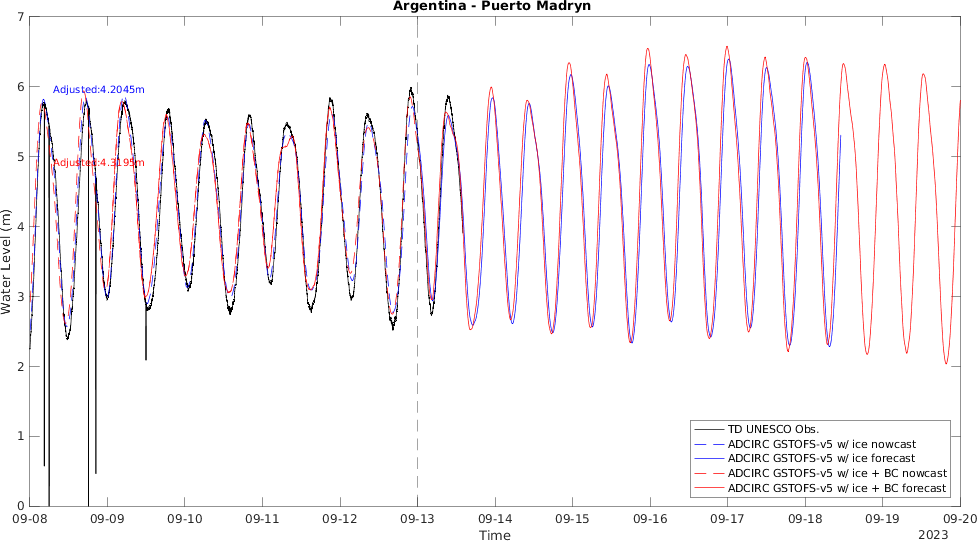 Argentina - Puerto Madryn
7
6
5
4
3
2
1
0
Water Level (m)
Adjusted:4.2045m
Adjusted:4.3195m
TD UNESCO Obs.
ADCIRC GSTOFS-v5 w/ ice nowcast
ADCIRC GSTOFS-v5 w/ ice forecast
ADCIRC GSTOFS-v5 w/ ice + BC nowcast
ADCIRC GSTOFS-v5 w/ ice + BC forecast
09-08 09-09 09-10 09-11 09-12 09-13 09-14 09-15 09-16 09-17 09-18 09-19 09-20
Time
2023